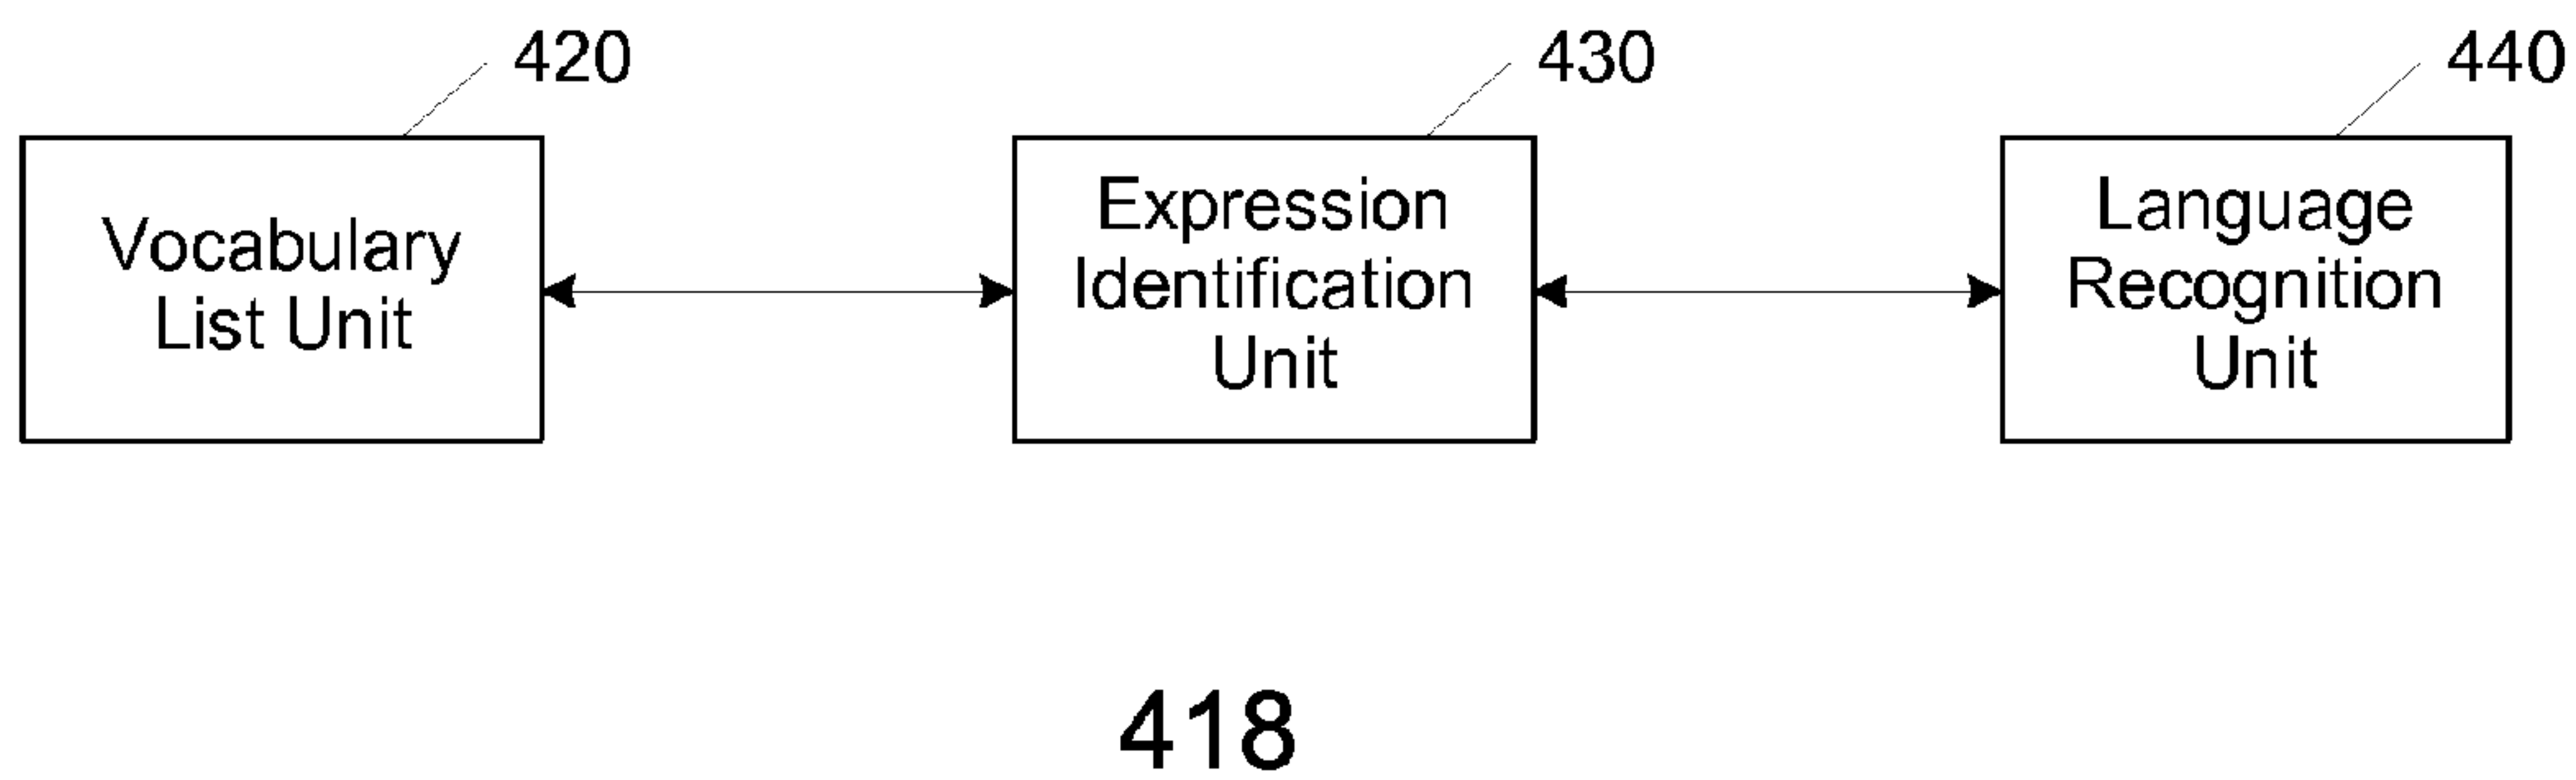 420
430
440
Vocabulary
List Unit
Expression
Identification
Unit
Language
Recognition
Unit
418